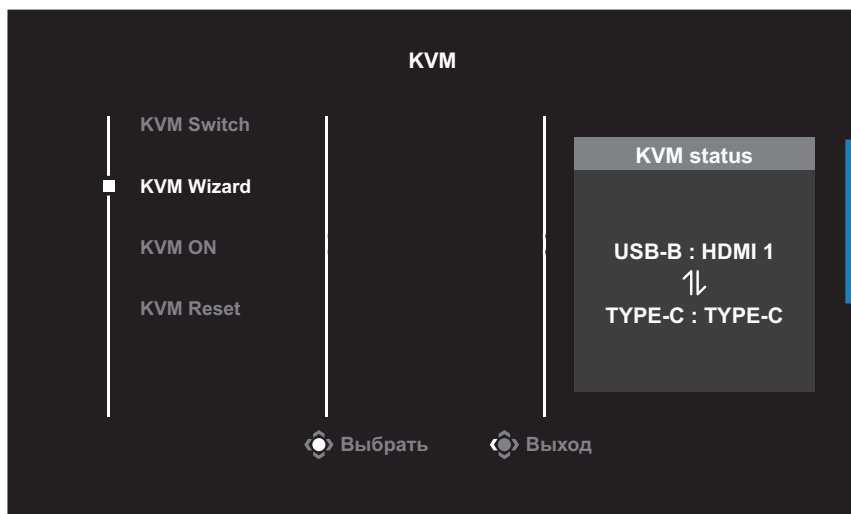 KVM
KVM Switch
KVM Wizard
KVM ON
KVM Reset
KVM status
USB-B : HDMI 1
TYPE-C : TYPE-C
Выбрать
Выход